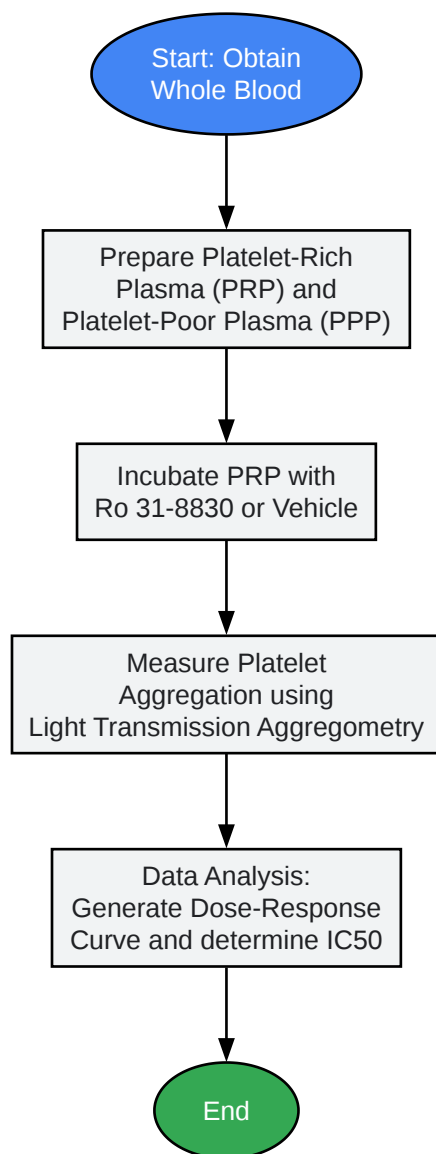 Start: Obtain
Whole Blood
Prepare Platelet-Rich
Plasma (PRP) and
Platelet-Poor Plasma (PPP)
Incubate PRP with
Ro 31-8830 or Vehicle
Measure Platelet
Aggregation using
Light Transmission Aggregometry
Data Analysis:
Generate Dose-Response
Curve and determine IC50
End